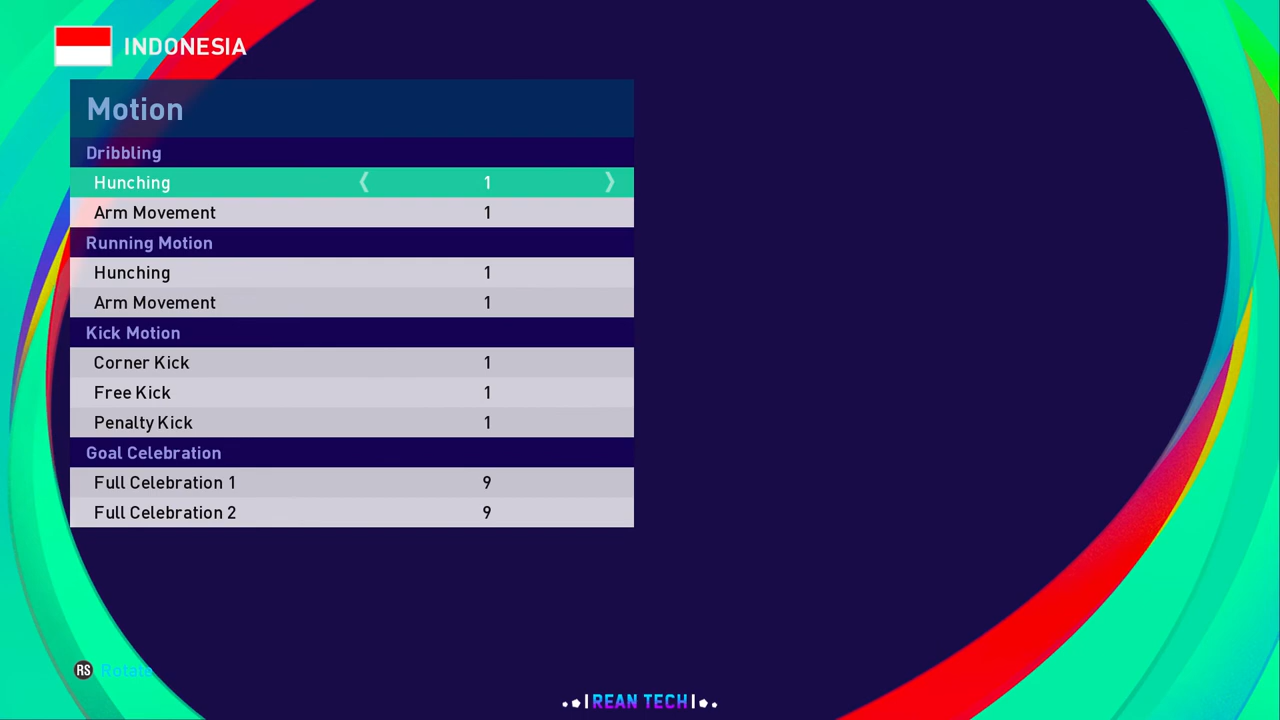 INDONESIA
Motion
Dribbling
Hunching 1
Arm Movement 1
Running Motion
Hunching 1
Arm Movement 1
Kick Motion
Corner Kick 1
Free Kick 1
Penalty Kick 1
Goal Celebration
Full Celebration 1 9
Full Celebration 2 9
RS Rotate
REAN TECH